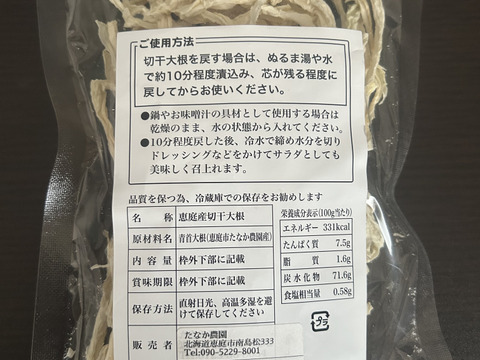 ご使用方法
切干大根を戻す場合は、ぬるま湯や水
で約10分程度漬込み、芯が残る程度に
戻してからお使いください。
●鍋やお味噌汁の具材として使用する場合は
乾燥のまま、水の状態から入れてください。
●10分程度戻した後、冷水で締め水分を切り
ドレッシングなどをかけてサラダとしても
美味しく召上れます。
品質を保つ為、冷蔵庫での保存をお勧めします
名称 恵庭産切干大根
原材料名 青首大根(恵庭市たなか農園産)
内容量 枠外下部に記載
賞味期限 枠外下部に記載
保存方法 直射日光、高温多湿を
避けて保存してください
販売者 たなか農園
北海道恵庭市南島松333
Tel:090-5229-8001
栄養成分表示(100g当たり)
エネルギー 331kcal
たんぱく質 7.5g
脂質 1.6g
炭水化物 71.6g
食塩相当量 0.58g
プラ